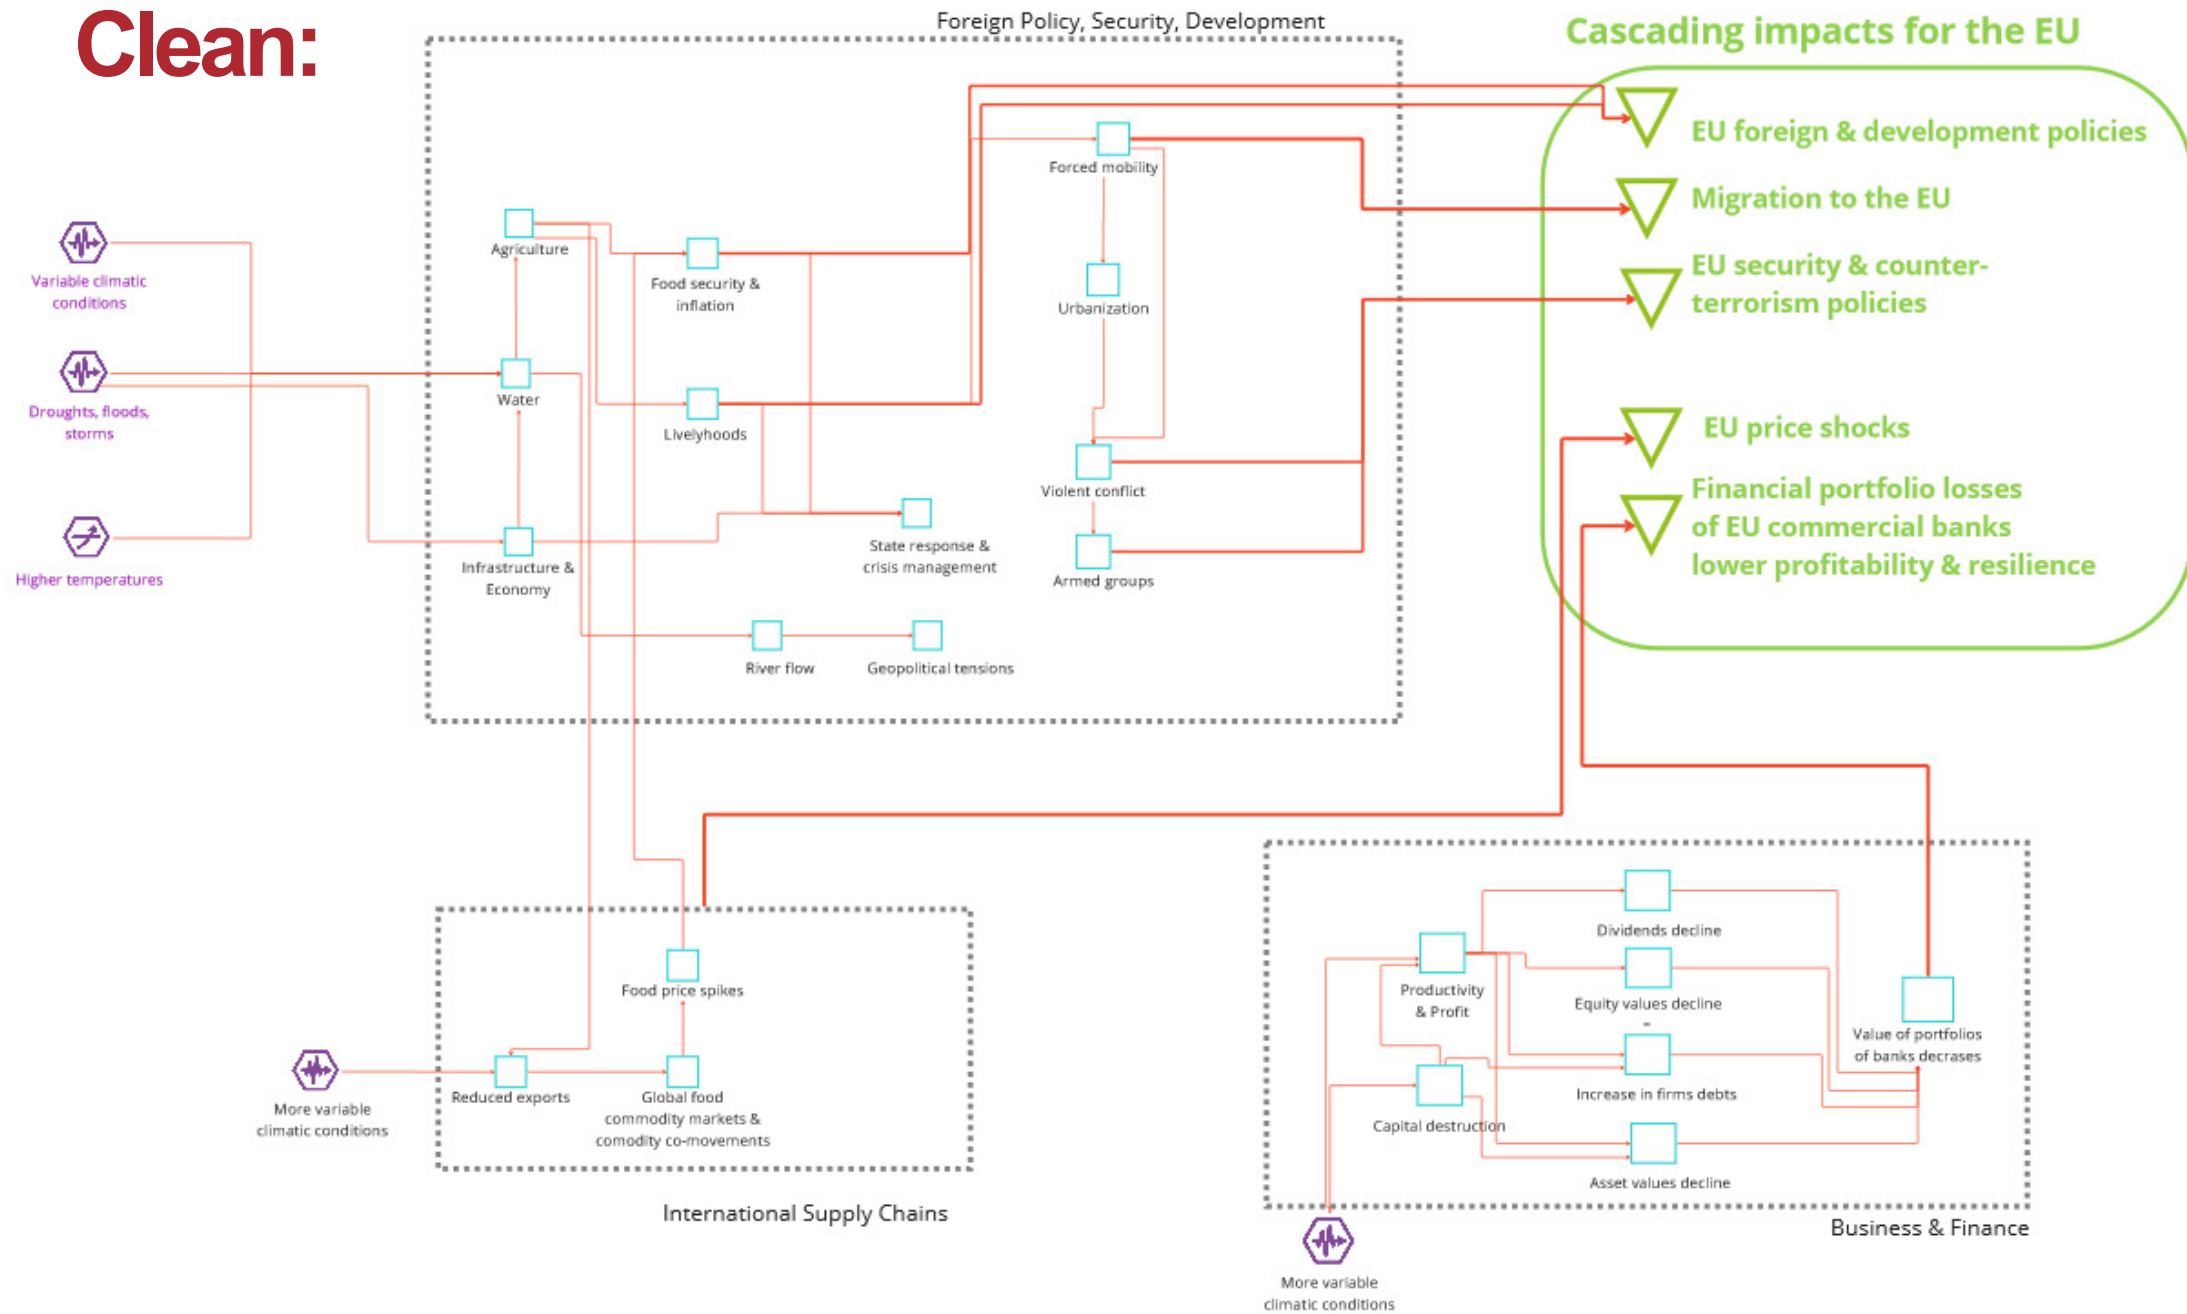 Clean:
Foreign Policy, Security, Development
Cascading impacts for the EU
Variable climatic
conditions
Droughts, floods,
storms
Higher temperatures
Agriculture
Water
Infrastructure &
Economy
Food security &
inflation
Livelyhoods
State response &
crisis management
River flow
Geopolitical tensions
Forced mobility
Urbanization
Violent conflict
Armed groups
EU foreign & development policies
Migration to the EU
EU security & counter-
terrorism policies
EU price shocks
Financial portfolio losses
of EU commercial banks
lower profitability & resilience
More variable
climatic conditions
Food price spikes
Reduced exports
Global food
commodity markets &
comodity co-movements
International Supply Chains
Productivity
& Profit
Capital destruction
Dividends decline
Equity values decline
–
Increase in firms debts
Asset values decline
Value of portfolios
of banks decrases
Business & Finance
More variable
climatic conditions